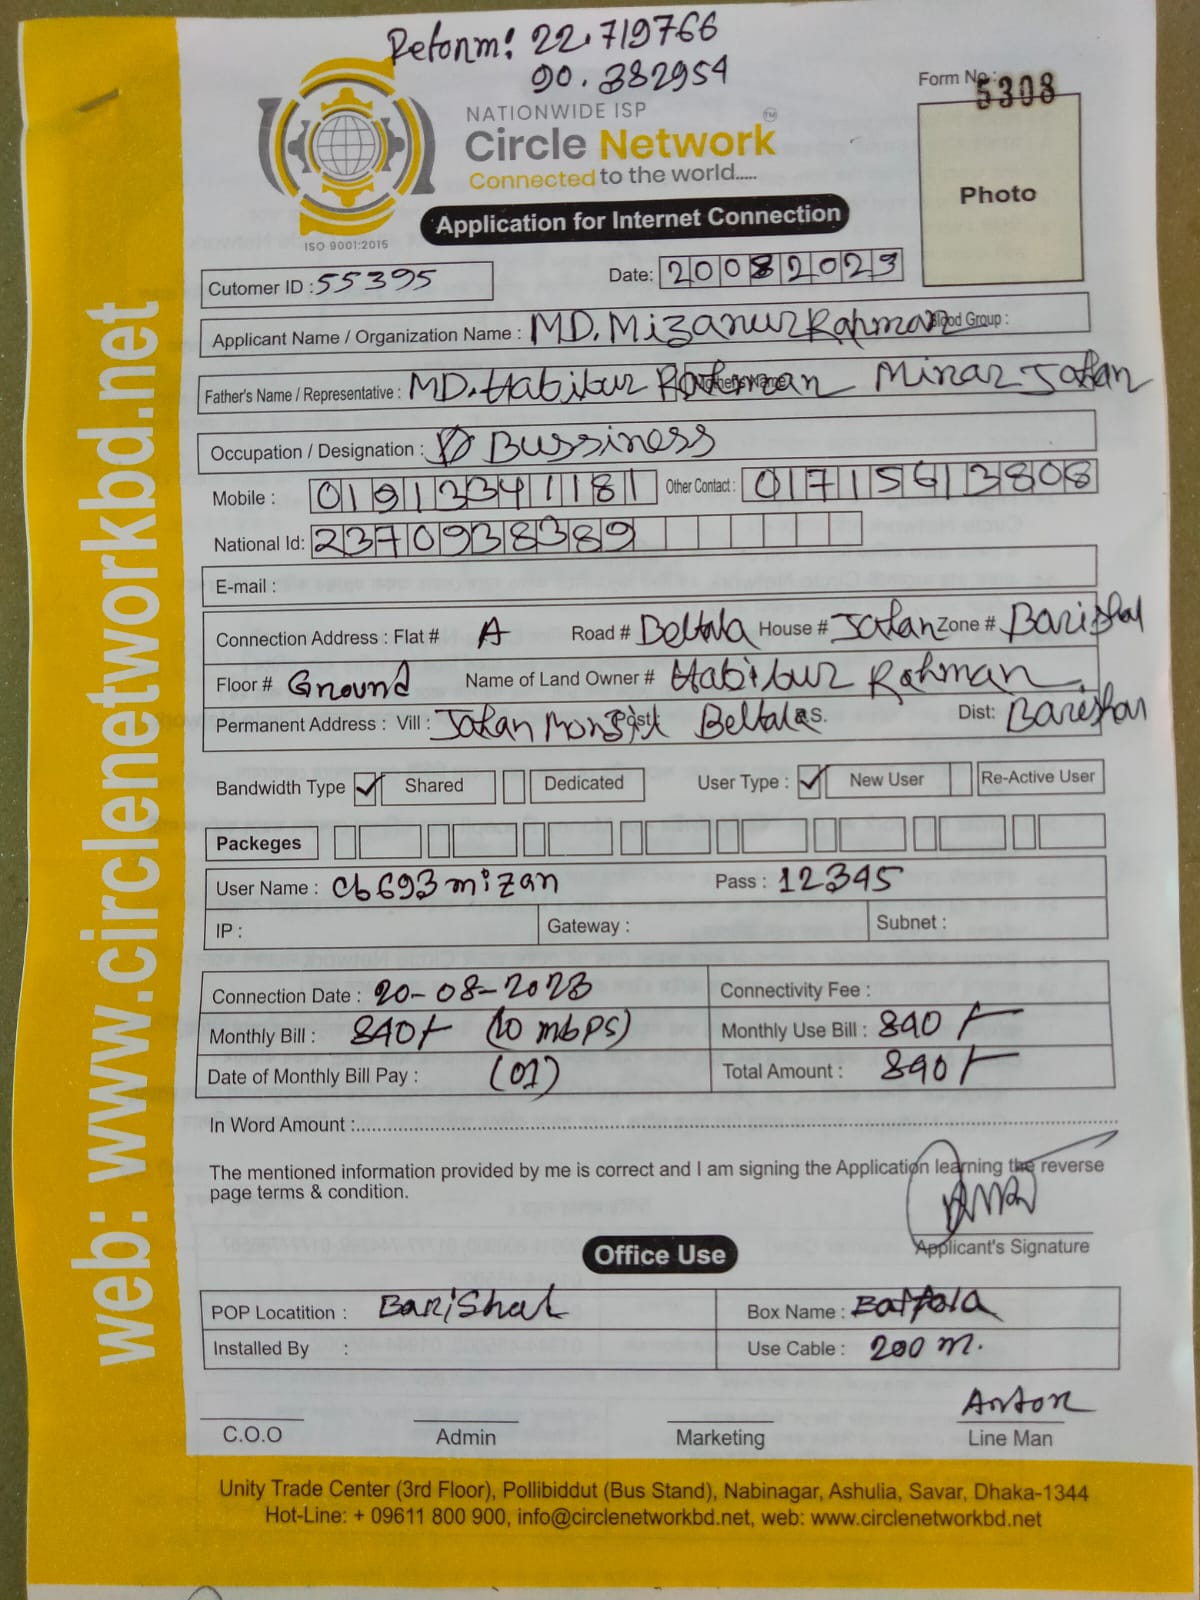 Reform: 22.719766
90.382954
Form No.: 5308
NATIONWIDE ISP
Circle Network
TM
Connected to the world.....
ISO 9001:2015
Photo
Application for Internet Connection
Cutomer ID : 55395
Date: 20082023
Applicant Name / Organization Name : MD. Mizanur Rahman Blood Group :
Father's Name / Representative : MD. Habibur Rahman Mother's Name Minar Jahan
Occupation / Designation : Bussiness
Mobile : 01913341181 Other Contact : 01715613808
National Id: 2370938389
E-mail :
Connection Address : Flat # A Road # Beltola House # Jahan Zone # Barishal
Floor # Ground Name of Land Owner # Habibur Rahman
Permanent Address : Vill : Jahan Post Beltala P.S. Dist: Barishal
Bandwidth Type Shared Dedicated User Type : New User Re-Active User
Packeges
User Name : cb693mizan Pass : 12345
IP : Gateway : Subnet :
Connection Date : 20-08-2023 Connectivity Fee :
Monthly Bill : 840/- (10 mbps) Monthly Use Bill : 840/-
Date of Monthly Bill Pay : (01) Total Amount : 840/-
In Word Amount :
The mentioned information provided by me is correct and I am signing the Application learning the reverse
page terms & condition.
Applicant's Signature
Office Use
POP Locatition : Barishal Box Name :
Installed By : Use Cable : 200 m.
C.O.O Admin Marketing Line Man
Unity Trade Center (3rd Floor), Pollibiddut (Bus Stand), Nabinagar, Ashulia, Savar, Dhaka-1344
Hot-Line: + 09611 800 900, info@circlenetworkbd.net, web: www.circlenetworkbd.net
web: www.circlenetworkbd.net